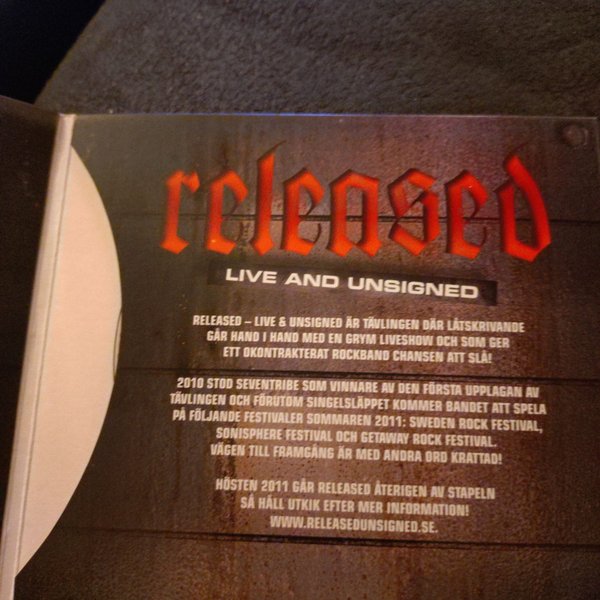 released
LIVE AND UNSIGNED
RELEASED – LIVE & UNSIGNED ÄR TÄVLINGEN DÄR LÅTSKRIVANDE
GÅR HAND I HAND MED EN GRYM LIVESHOW OCH SOM GER
ETT OKONTRAKTERAT ROCKBAND CHANSEN ATT SLÅ!
2010 STOD SEVENTRIBE SOM VINNARE AV DEN FÖRSTA UPPLAGAN AV
TÄVLINGEN OCH FÖRUTOM SINGELSLÄPPET KOMMER BANDET ATT SPELA
PÅ FÖLJANDE FESTIVALER SOMMAREN 2011: SWEDEN ROCK FESTIVAL,
SONISPHERE FESTIVAL OCH GETAWAY ROCK FESTIVAL.
VÄGEN TILL FRAMGÅNG ÄR MED ANDRA ORD KRATTAD!
HÖSTEN 2011 GÅR RELEASED ÅTERIGEN AV STAPELN
SÅ HÅLL UTKIK EFTER MER INFORMATION!
WWW.RELEASEDUNSIGNED.SE.